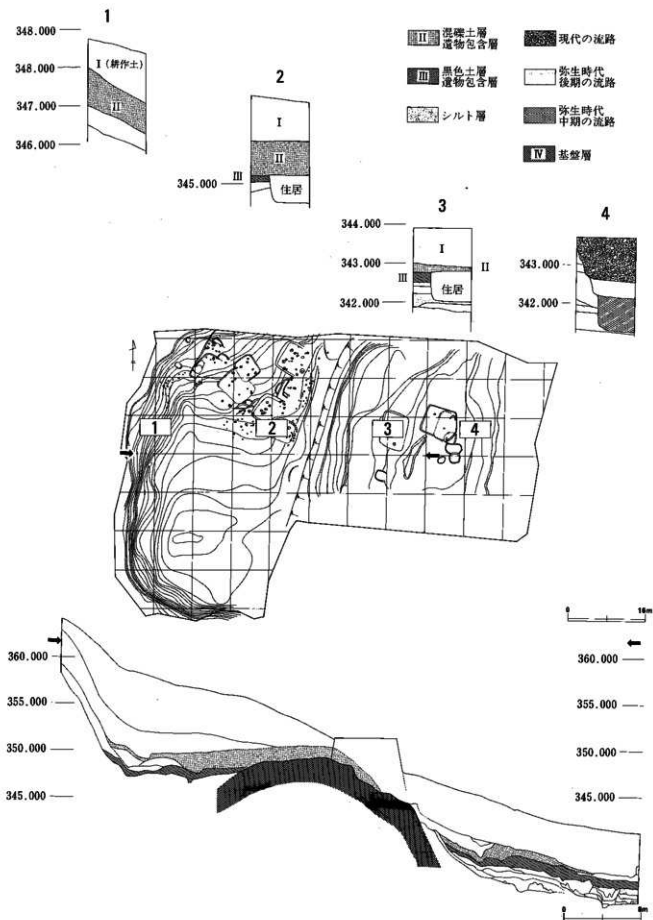 1
348.000
348.000
347.000
346.000
I (耕作土)
II
2
345.000
I
II
III
住居
3
344.000
343.000
342.000
I
II
III
住居
4
343.000
342.000
II 混礫土層
遺物包含層
III 黒色土層
遺物包含層
シルト層
現代の流路
弥生時代
後期の流路
弥生時代
中期の流路
IV 基盤層
1
2
3
4
0 16m
360.000
355.000
350.000
345.000
360.000
355.000
350.000
345.000
0 8m